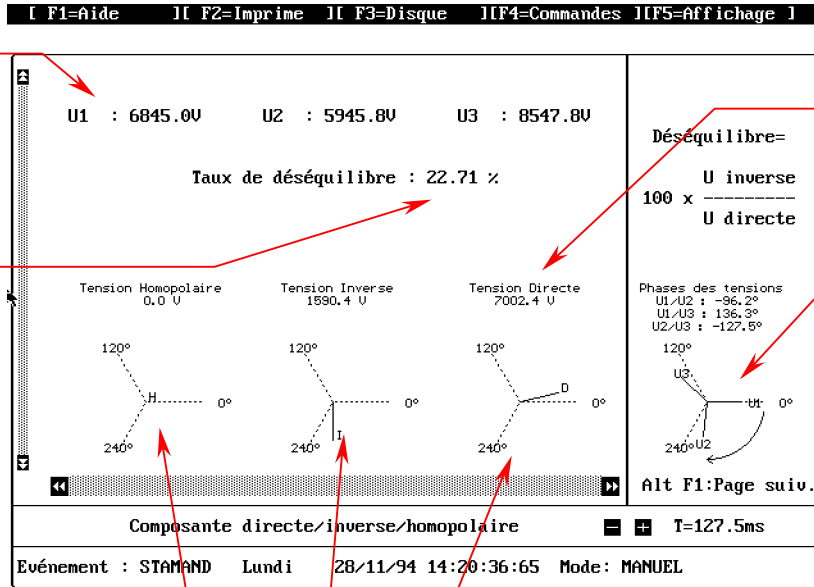 [ F1=Aide ][ F2=Imprime ][ F3=Disque ][F4=Commandes ][F5=Affichage ]
U1 : 6845.0V U2 : 5945.8V U3 : 8547.8V
Taux de déséquilibre : 22.71 %
Déséquilibre=
U inverse
100 x ---------
U directe
Tension Homopolaire
0.0 V
120°
H
0°
240°
Tension Inverse
1590.4 V
120°
I
0°
240°
Tension Directe
7002.4 V
120°
D
0°
240°
Phases des tensions
U1/U2 : -96.2°
U1/U3 : 136.3°
U2/U3 : -127.5°
120°
U3
U1 0°
240° U2
Alt F1:Page suiv.
Composante directe/inverse/homopolaire T=127.5ms
Evénement : STAMAND Lundi 28/11/94 14:20:36:65 Mode: MANUEL